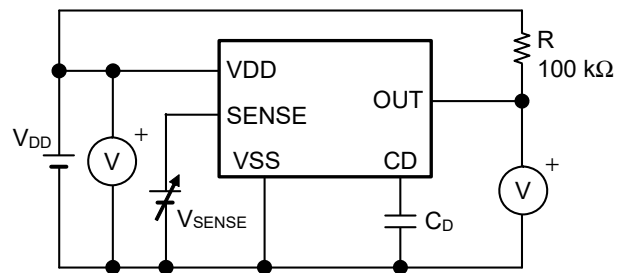 R
100 kΩ
VDD
OUT
SENSE
VDD
+
V
VSS
CD
+
V
VSENSE
CD